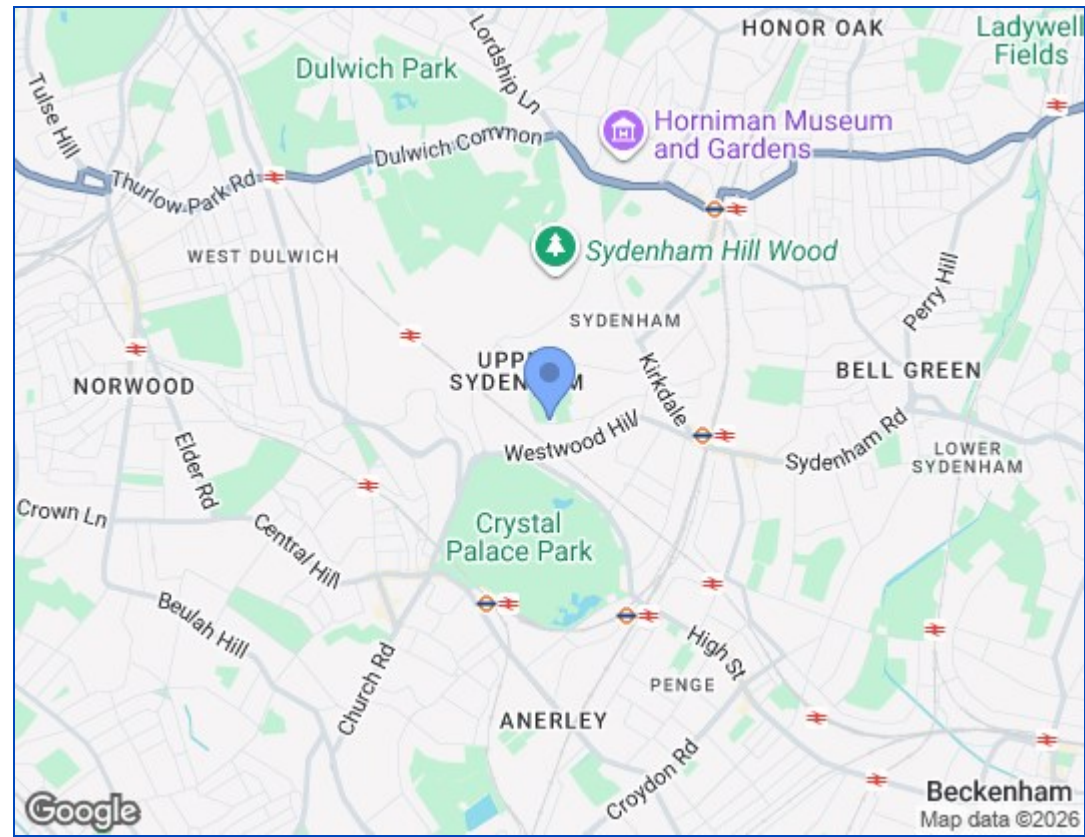 HONOR OAK
Ladywell
Fields
Lordship Ln
Dulwich Park
Tulse Hill
Horniman Museum
and Gardens
Dulwich Common
Thurlow Park Rd
WEST DULWICH
Sydenham Hill Wood
Perry Hill
SYDENHAM
UPP
SYDEN M
Kirkdale
BELL GREEN
NORWOOD
Westwood Hill
Sydenham Rd
LOWER
SYDENHAM
Elder Rd
Crown Ln
Central Hill
Crystal
Palace Park
Beulah Hill
Church Rd
High St
PENGE
ANERLEY
Croydon Rd
Beckenham
Google
Map data ©2026